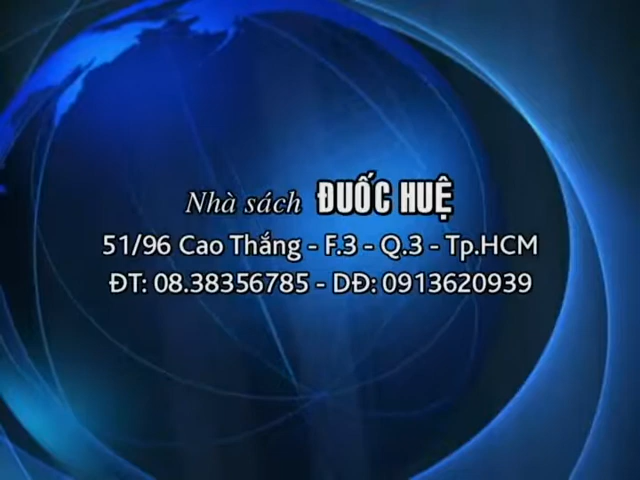 Nhà sách ĐUỐC HUỆ
51/96 Cao Thắng - F.3 - Q.3 - Tp.HCM
ĐT: 08.38356785 - DĐ: 0913620939